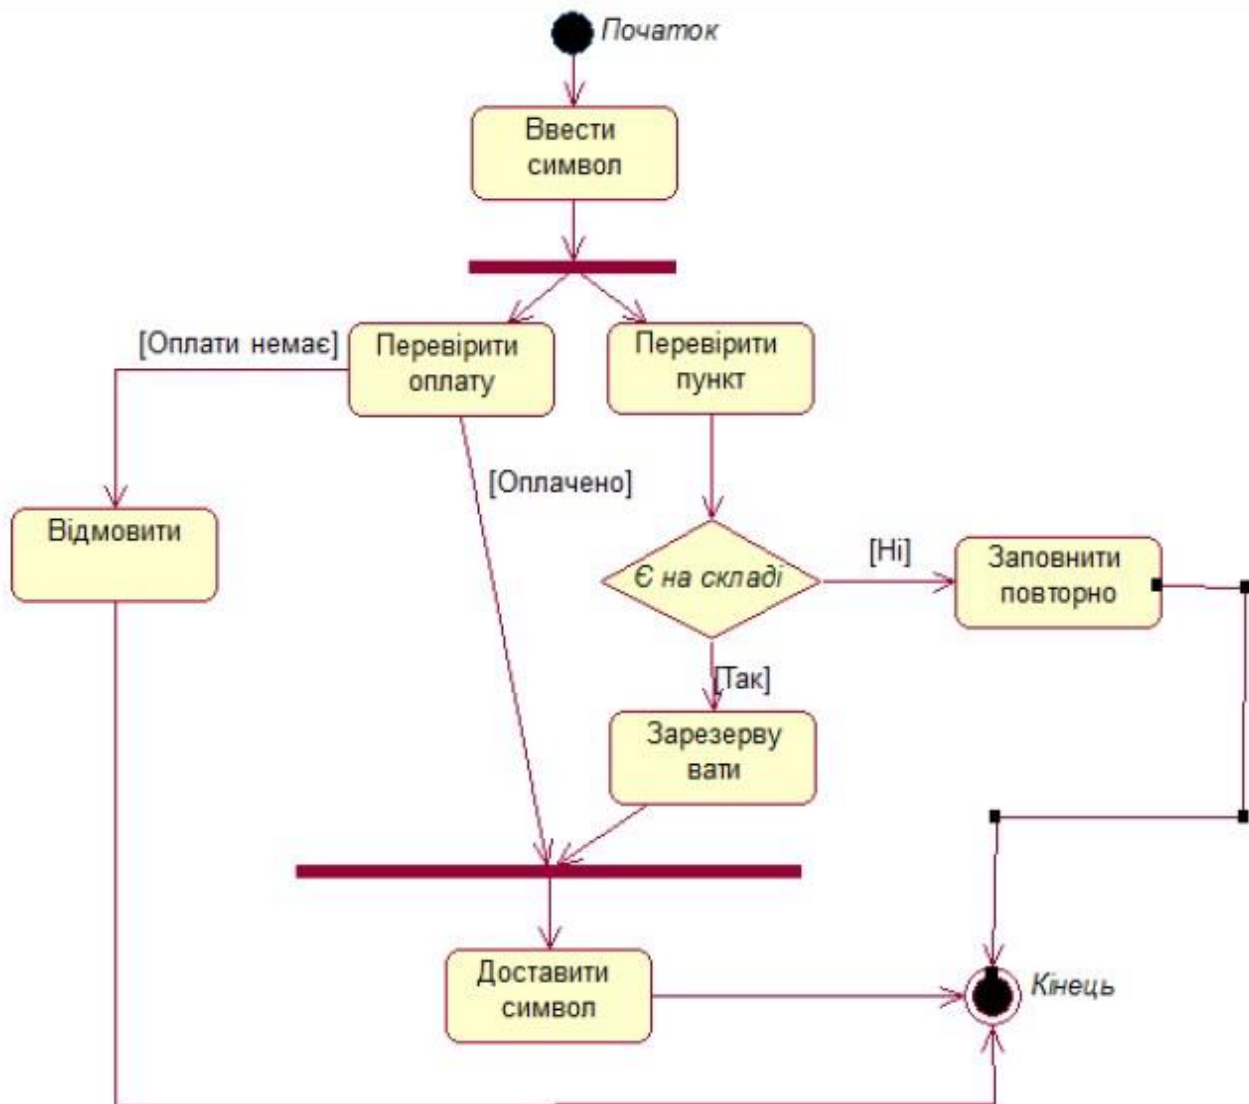 Початок
Ввести
символ
[Оплати немає]
Перевірити
оплату
Перевірити
пункт
[Оплачено]
Відмовити
Є на складі
[Ні]
Заповнити
повторно
[Так]
Зарезерву
вати
Доставити
символ
Кінець